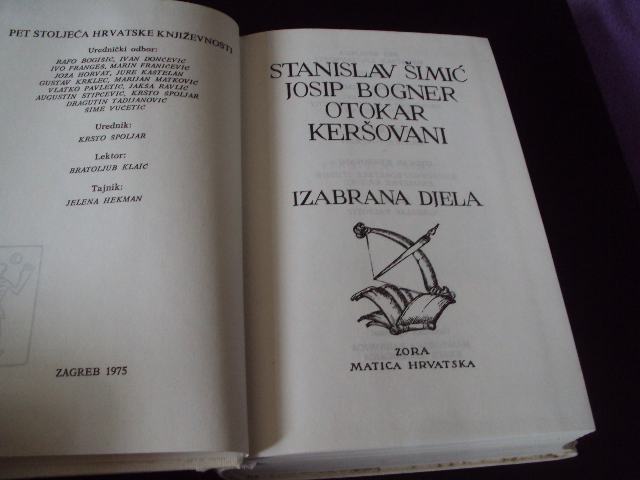 PET STOLJEĆA HRVATSKE KNJIŽEVNOSTI
Urednički odbor:
RAFO BOGIŠIĆ, IVAN DONČEVIĆ
IVO FRANGEŠ, MARIN FRANIČEVIĆ
JOŽA HORVAT, JURE KAŠTELAN
GUSTAV KRKLEC, MARIJAN MATKOVIĆ
VLATKO PAVLETIĆ, JAKŠA RAVLIĆ
AUGUSTIN STIPČEVIĆ, KRSTO ŠPOLJAR
DRAGUTIN TADIJANOVIĆ
ŠIME VUČETIĆ
Urednik:
KRSTO ŠPOLJAR
Lektor:
BRATOLJUB KLAIĆ
Tajnik:
JELENA HEKMAN
ZAGREB 1975
STANISLAV ŠIMIĆ
JOSIP BOGNER
OTOKAR
KERŠOVANI
IZABRANA DJELA
ZORA
MATICA HRVATSKA